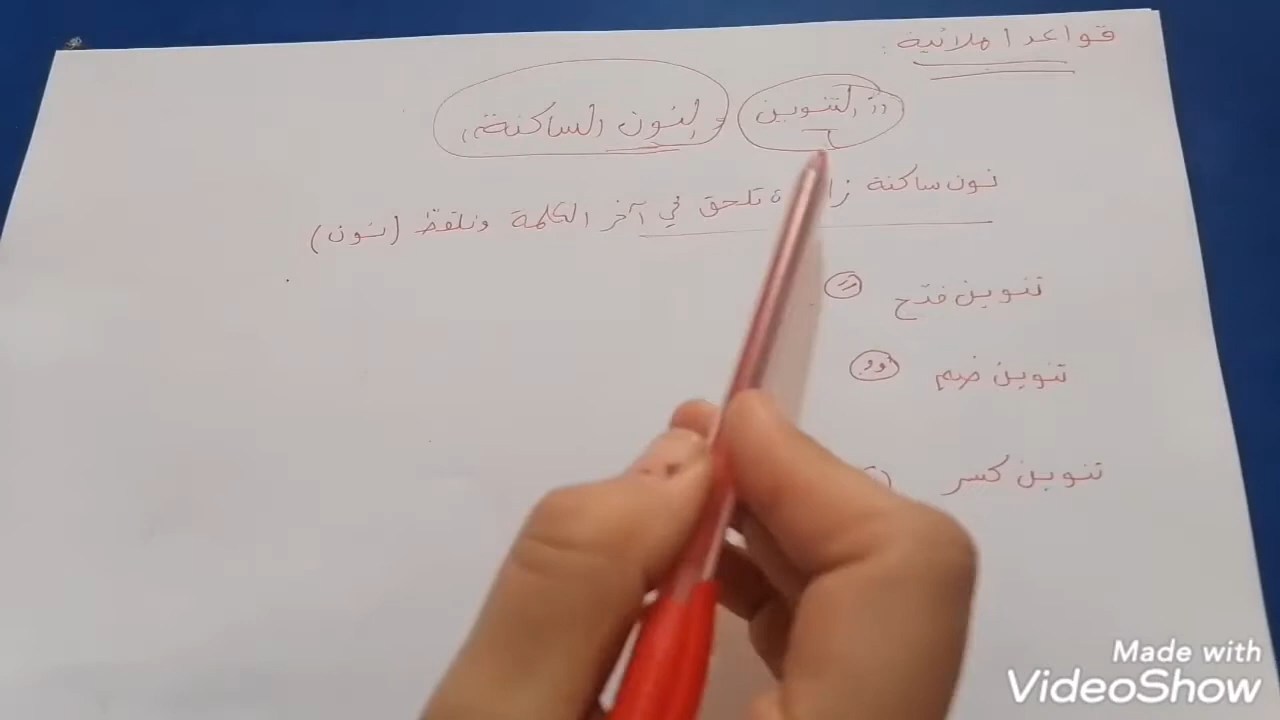 قواعد املائية :
" التنوين و النون الساكنة "
نون ساكنة تلحق في آخر الكلمة ونلفظ (نون)
تنوين فتح
تنوين ضم
تنوين كسر
Made with
VideoShow